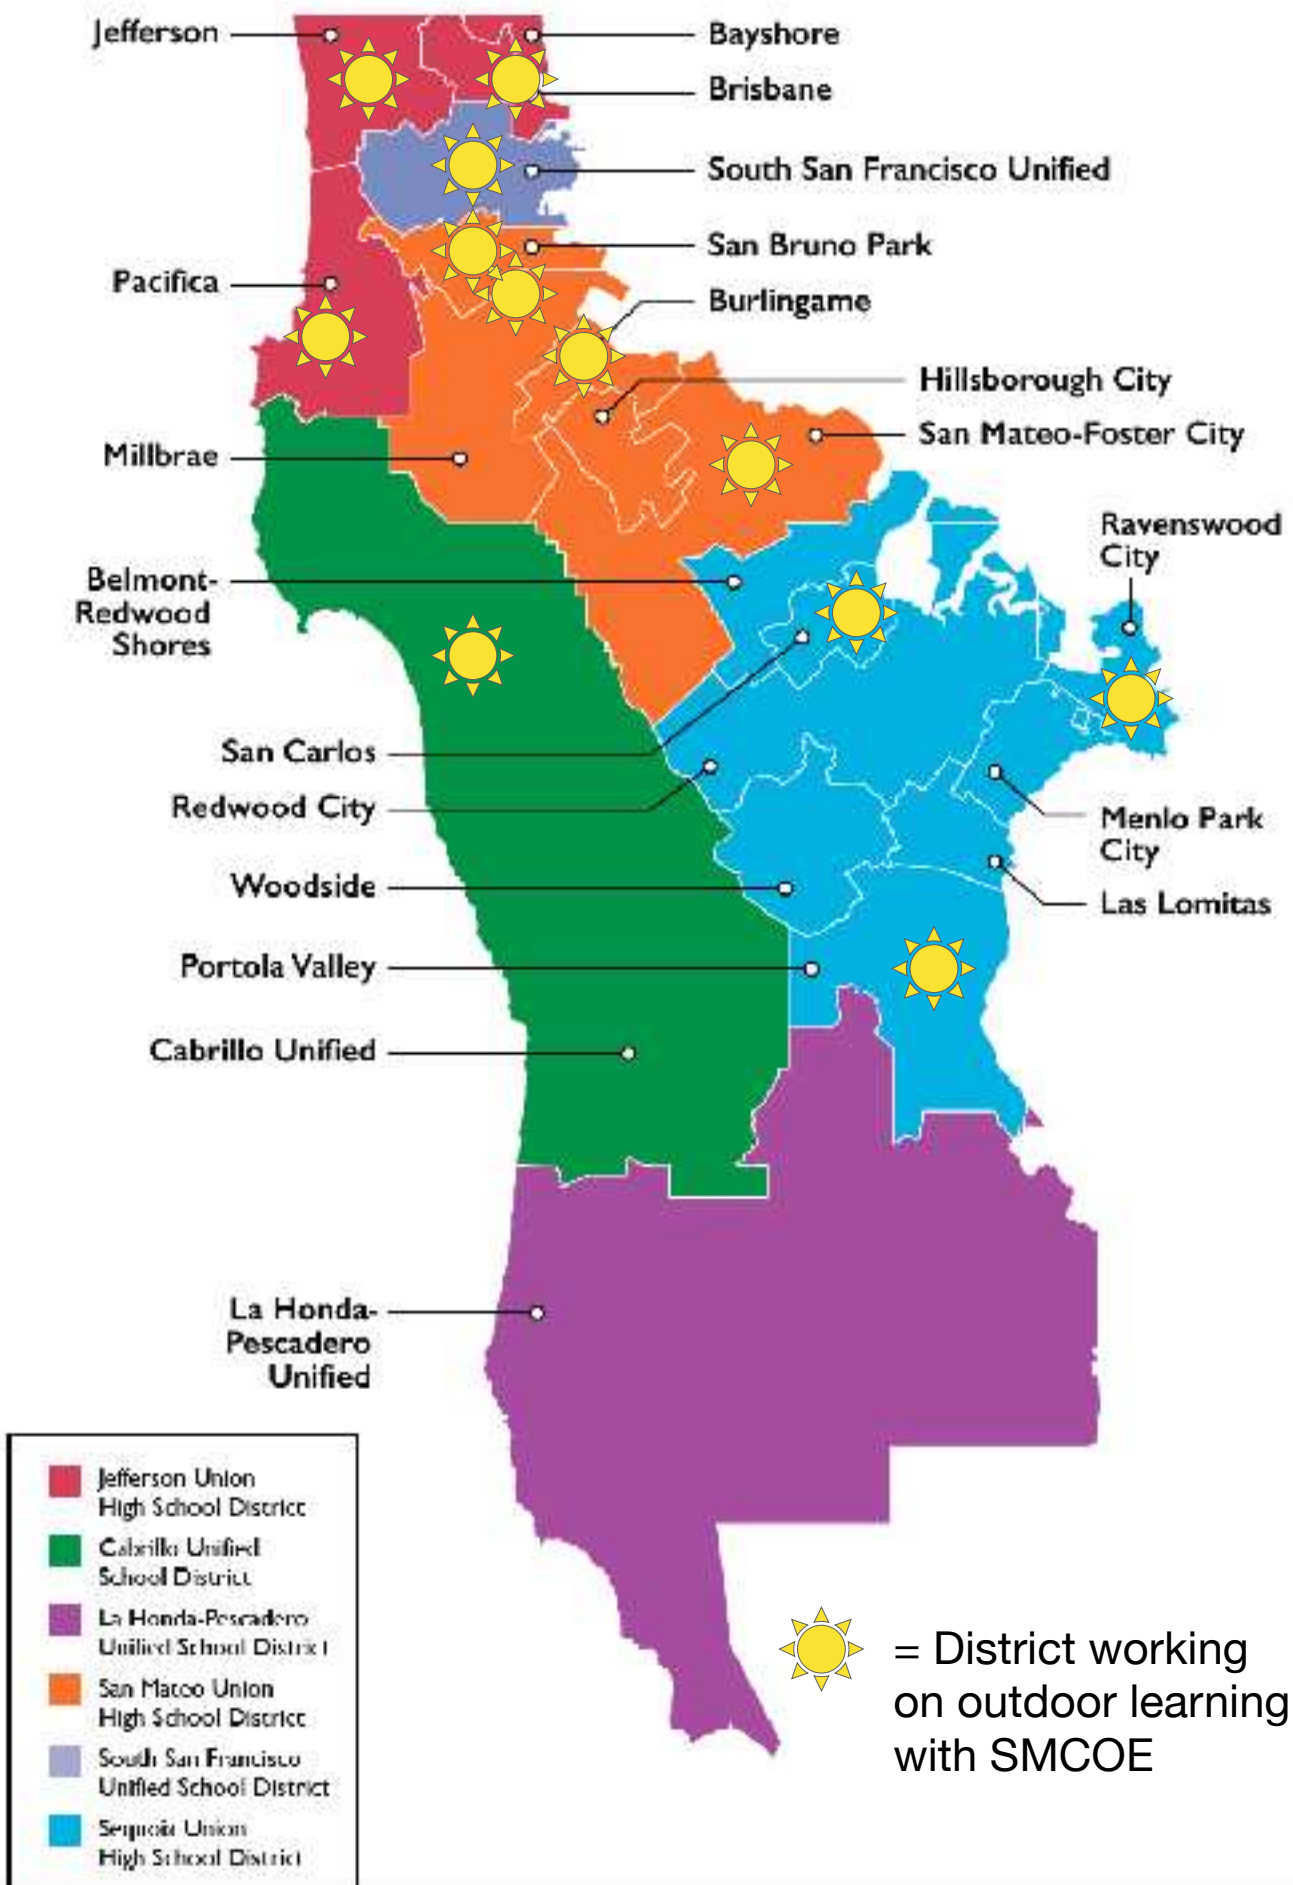 Jefferson
Bayshore
Brisbane
South San Francisco Unified
San Bruno Park
Pacifica
Burlingame
Hillsborough City
San Mateo-Foster City
Millbrae
Ravenswood
City
Belmont-
Redwood
Shores
San Carlos
Redwood City
Menlo Park
City
Woodside
Las Lomitas
Portola Valley
Cabrillo Unified
La Honda-
Pescadero
Unified
Jefferson Union
High School District
Cabrillo Unified
School District
La Honda-Pescadero
Unified School District
San Mateo Union
High School District
South San Francisco
Unified School District
Sequoia Union
High School District
= District working
on outdoor learning
with SMCOE